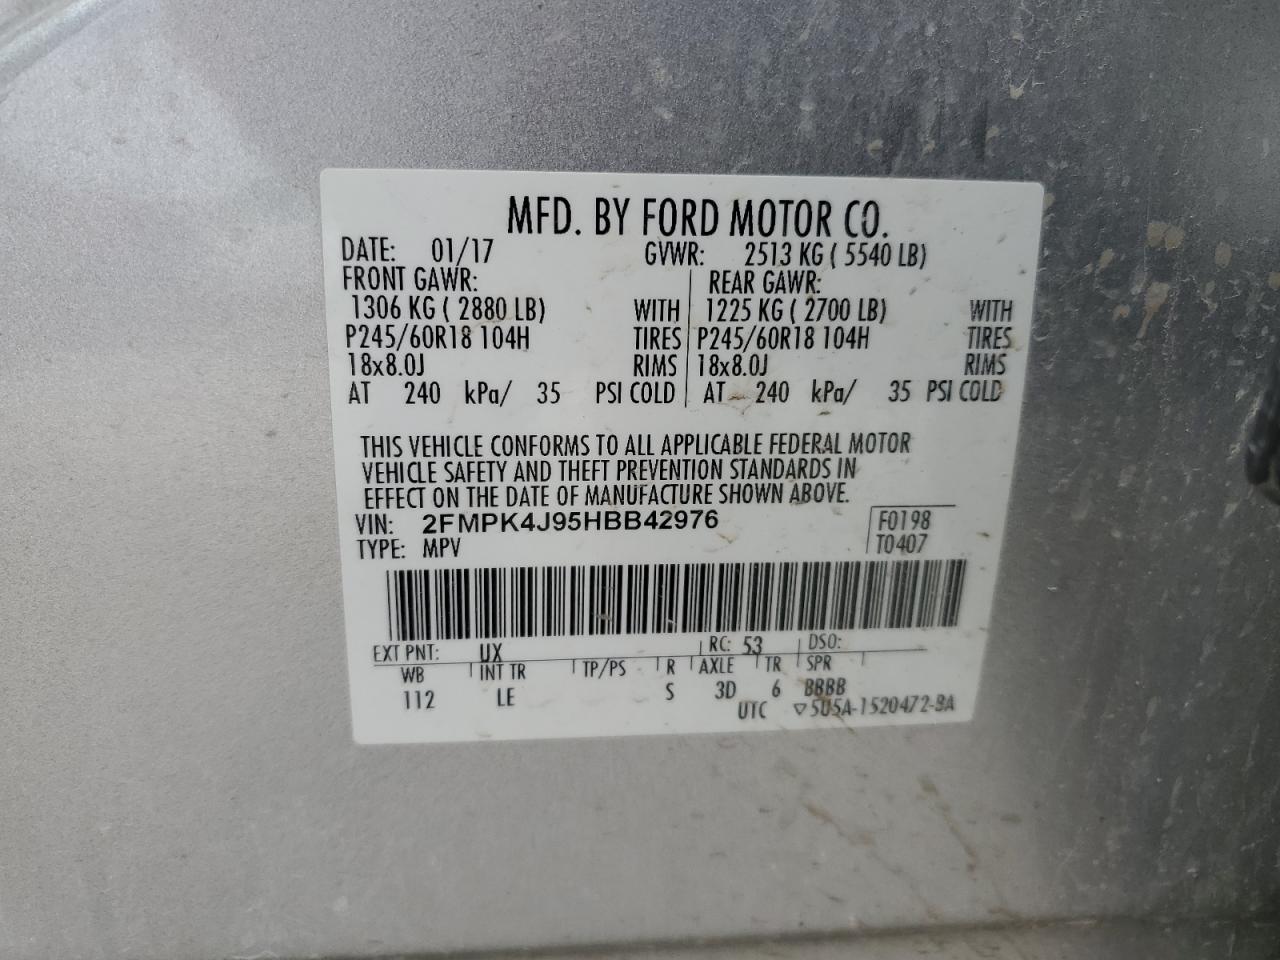 MFD. BY FORD MOTOR CO.
DATE: 01/17 GVWR: 2513 KG ( 5540 LB)
FRONT GAWR: REAR GAWR:
1306 KG ( 2880 LB) WITH 1225 KG ( 2700 LB) WITH
P245/60R18 104H TIRES P245/60R18 104H TIRES
18x8.0J RIMS 18x8.0J RIMS
AT 240 kPa/ 35 PSI COLD AT 240 kPa/ 35 PSI COLD
THIS VEHICLE CONFORMS TO ALL APPLICABLE FEDERAL MOTOR
VEHICLE SAFETY AND THEFT PREVENTION STANDARDS IN
EFFECT ON THE DATE OF MANUFACTURE SHOWN ABOVE.
VIN: 2FMPK4J95HBB42976 F0198
TYPE: MPV T0407
EXT PNT: UX RC: 53 DSO:
WB INT TR TP/PS R AXLE TR SPR
112 LE S 3D 6 BBBB
UTC ▽5U5A-1520472-BA